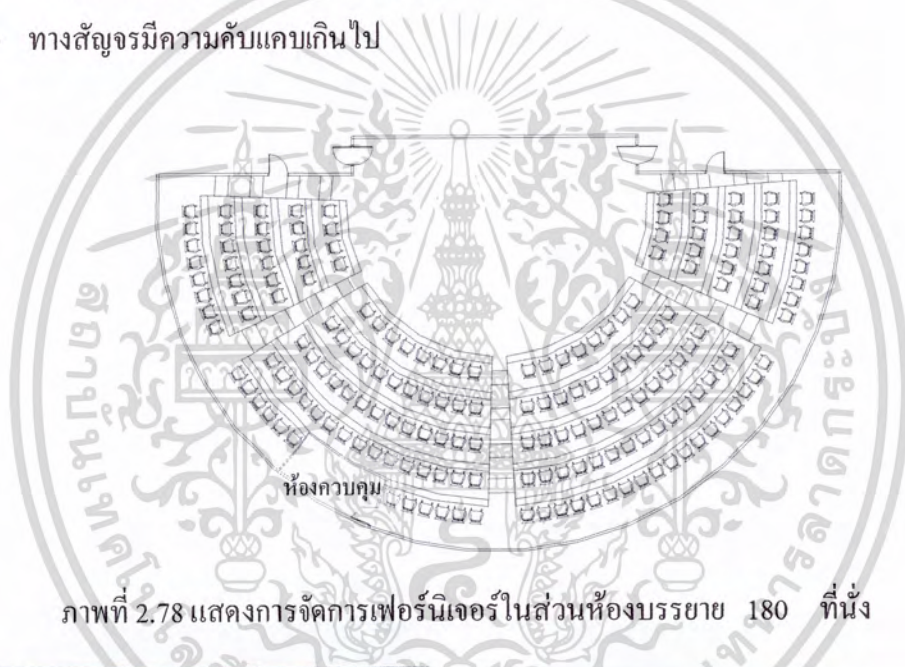 ทางสัญจรมีความคับแคบเกินไป
ห้องควบคุม
ภาพที่ 2.78 แสดงการจัดการเฟอร์นิเจอร์ในส่วนห้องบรรยาย 180 ที่นั่ง